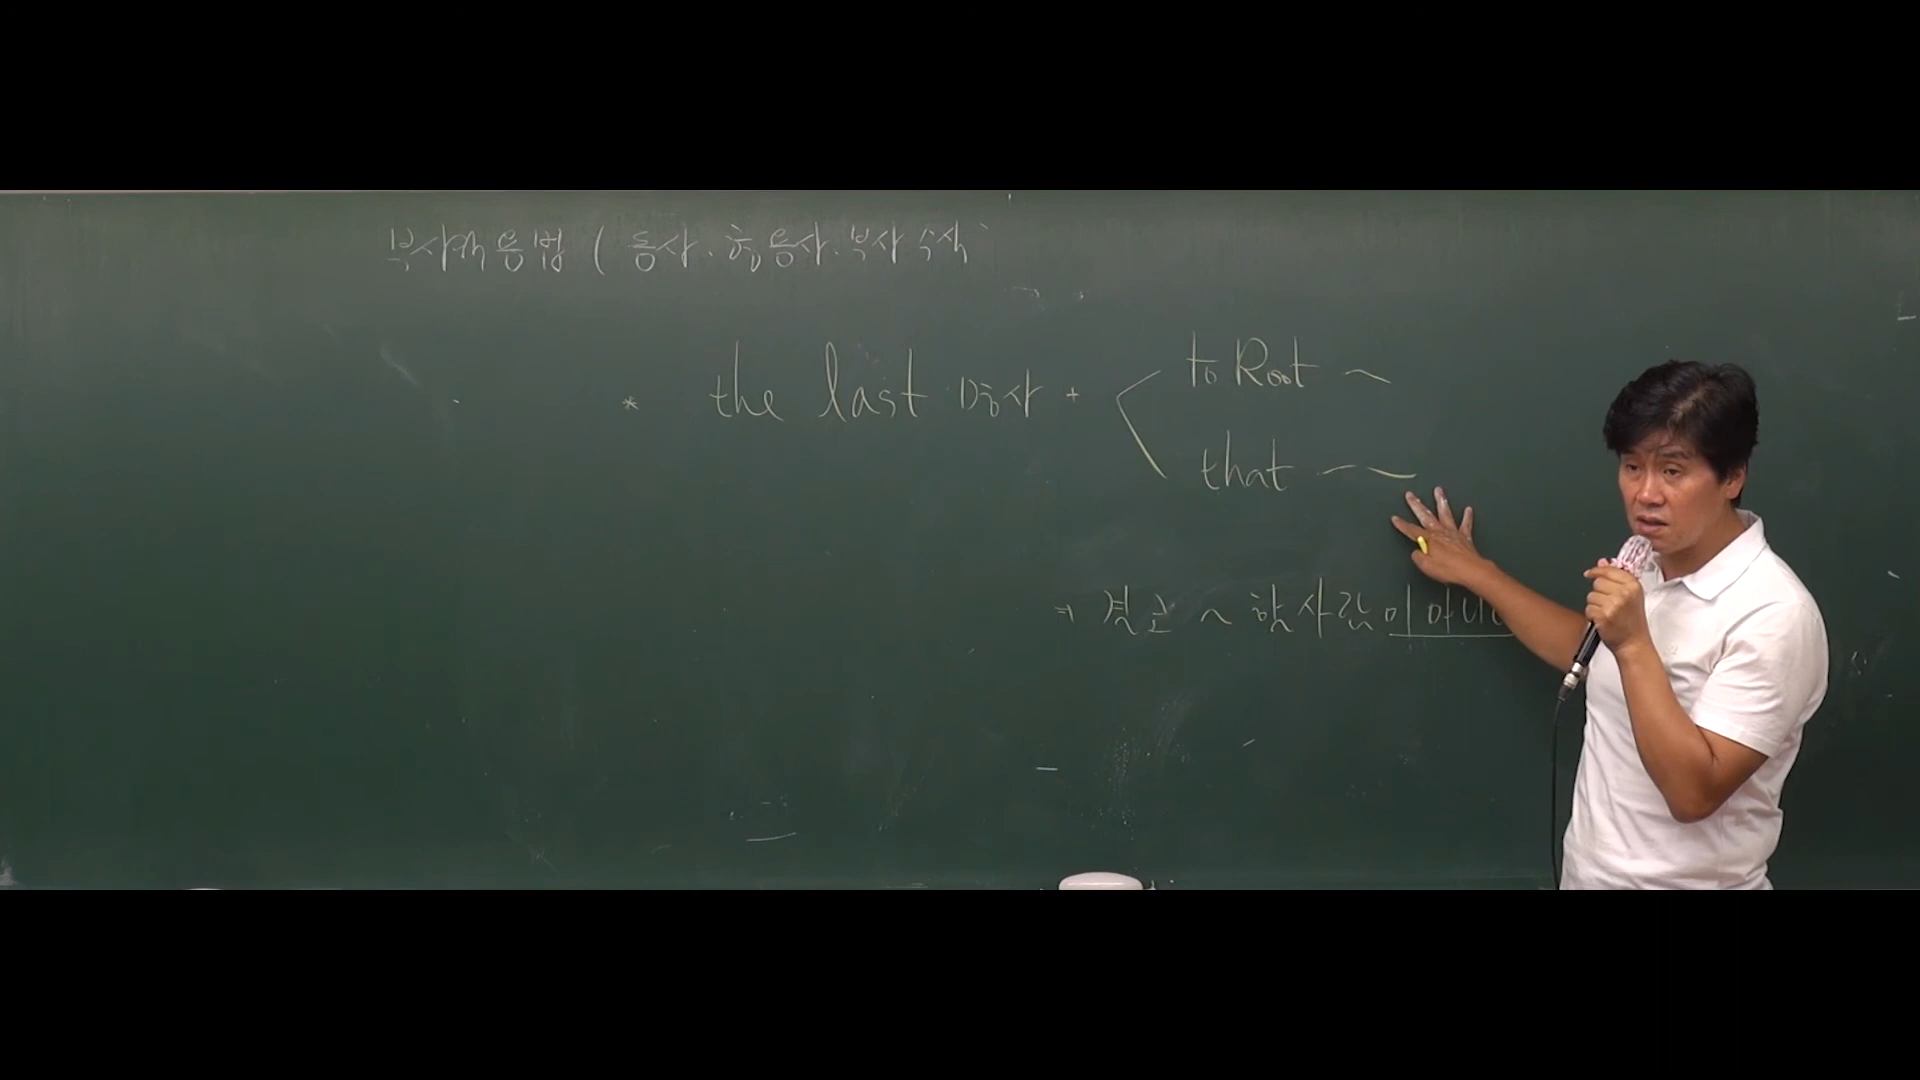 부사적 용법 ( 동사 . 형용사 . 부사 수식
* the last 명사 + to Root ~
that ~~
⇒ 결코 ~ 할 사람이 아니